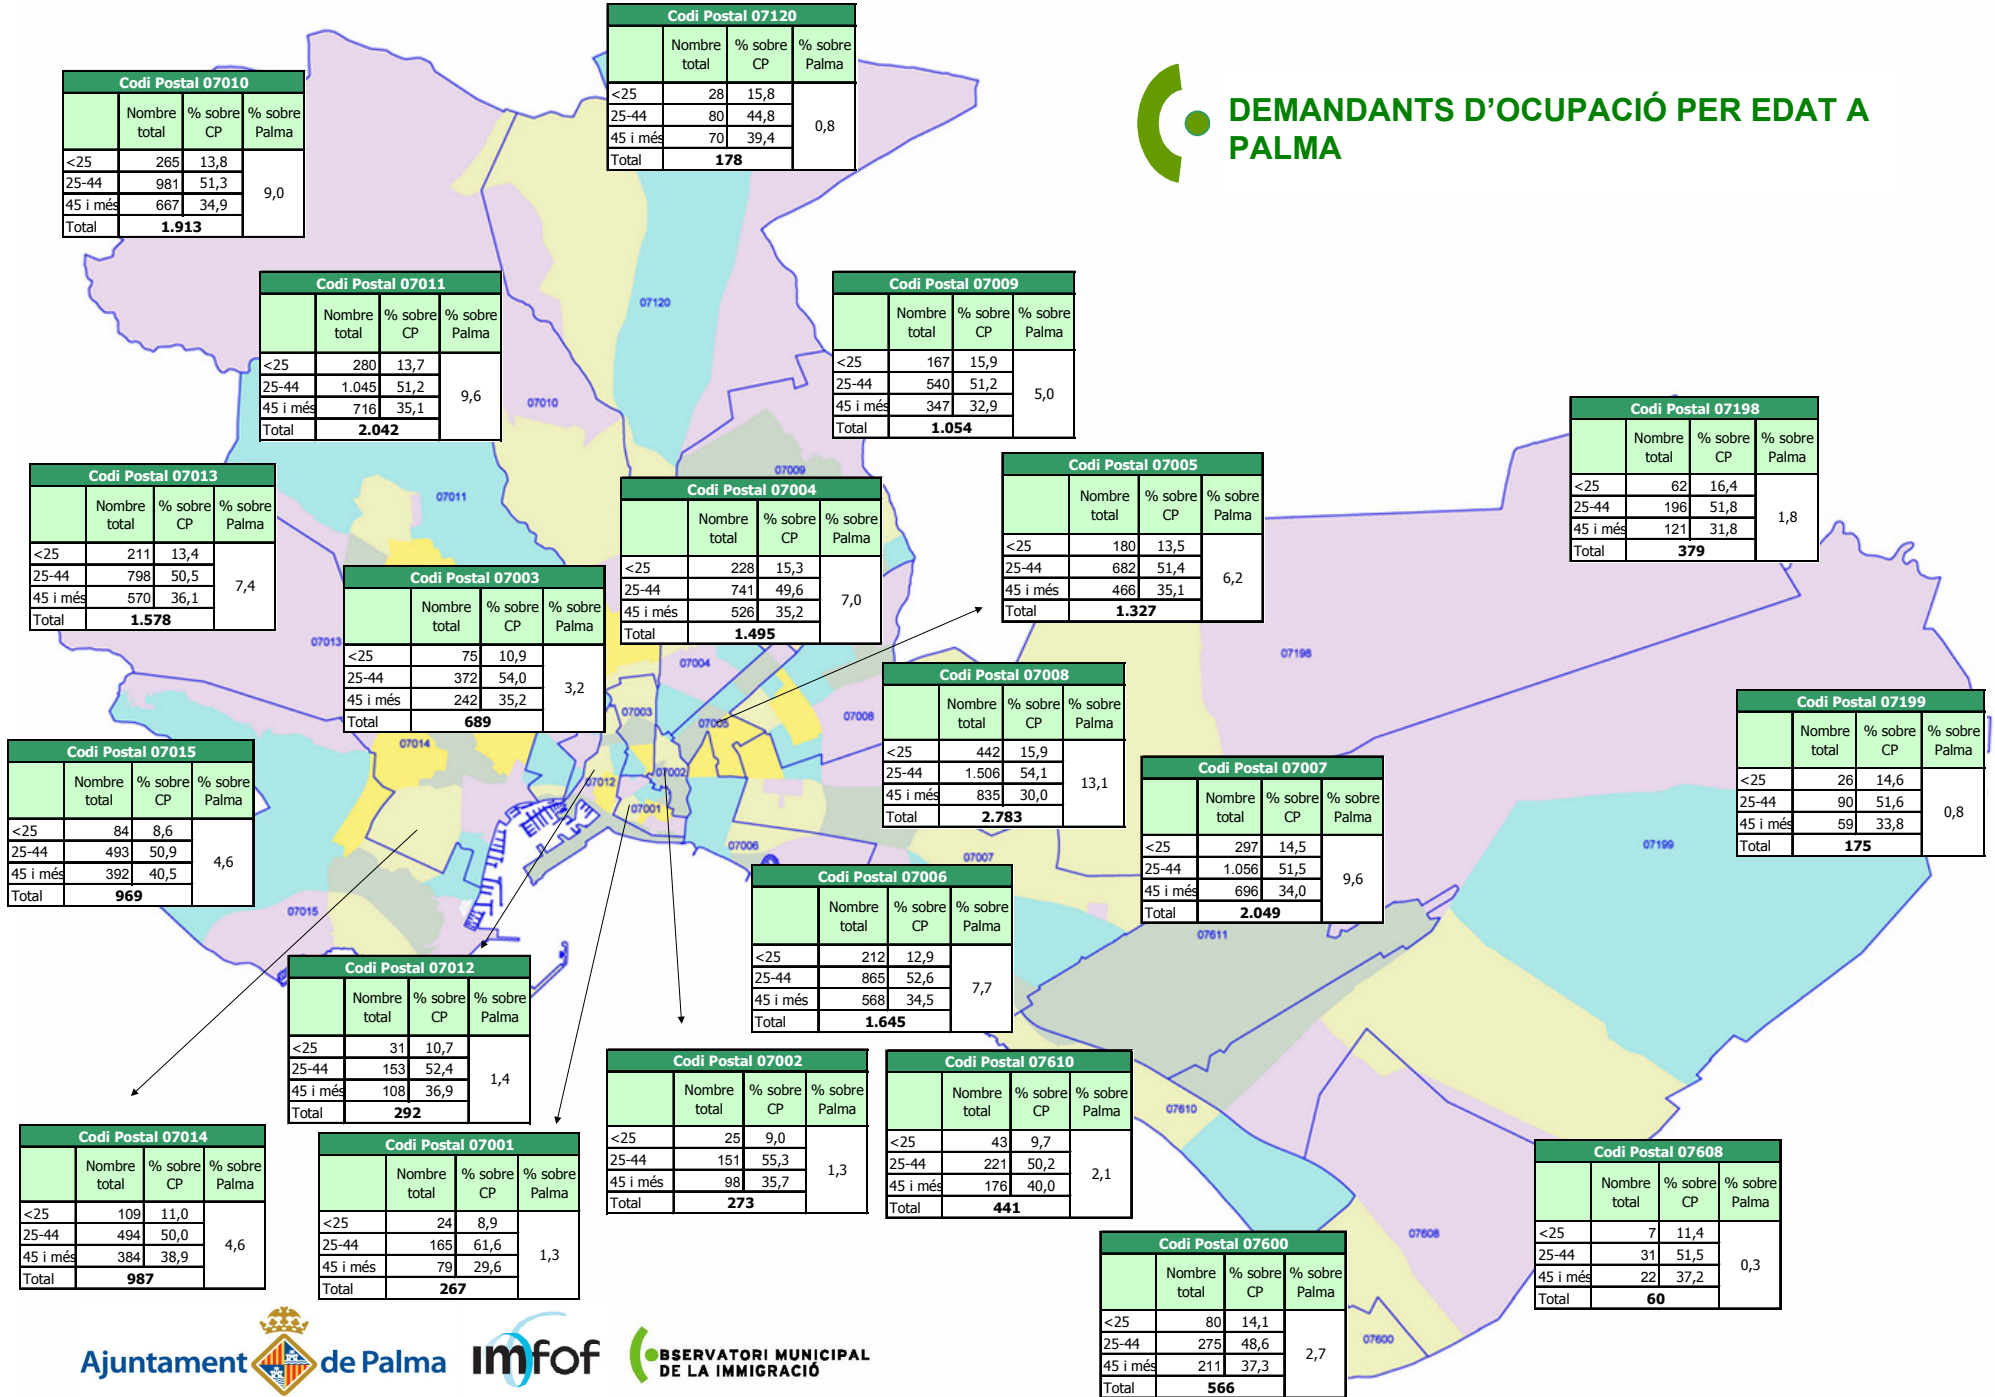 DEMANDANTS D'OCUPACIÓ PER EDAT A
PALMA
Codi Postal 07120
Nombre total % sobre CP % sobre Palma
<25 28 15,8
25-44 80 44,8
45 i més 70 39,4
0,8
Total 178
Codi Postal 07010
Nombre total % sobre CP % sobre Palma
<25 265 13,8
25-44 981 51,3
45 i més 667 34,9
9,0
Total 1.913
Codi Postal 07011
Nombre total % sobre CP % sobre Palma
<25 280 13,7
25-44 1.045 51,2
45 i més 716 35,1
9,6
Total 2.042
Codi Postal 07009
Nombre total % sobre CP % sobre Palma
<25 167 15,9
25-44 540 51,2
45 i més 347 32,9
5,0
Total 1.054
Codi Postal 07198
Nombre total % sobre CP % sobre Palma
<25 62 16,4
25-44 196 51,8
45 i més 121 31,8
1,8
Total 379
Codi Postal 07013
Nombre total % sobre CP % sobre Palma
<25 211 13,4
25-44 798 50,5
45 i més 570 36,1
7,4
Total 1.578
Codi Postal 07004
Nombre total % sobre CP % sobre Palma
<25 228 15,3
25-44 741 49,6
45 i més 526 35,2
7,0
Total 1.495
Codi Postal 07005
Nombre total % sobre CP % sobre Palma
<25 180 13,5
25-44 682 51,4
45 i més 466 35,1
6,2
Total 1.327
Codi Postal 07003
Nombre total % sobre CP % sobre Palma
<25 75 10,9
25-44 372 54,0
45 i més 242 35,2
3,2
Total 689
Codi Postal 07008
Nombre total % sobre CP % sobre Palma
<25 442 15,9
25-44 1.506 54,1
45 i més 835 30,0
13,1
Total 2.783
Codi Postal 07199
Nombre total % sobre CP % sobre Palma
<25 26 14,6
25-44 90 51,6
45 i més 59 33,8
0,8
Total 175
Codi Postal 07015
Nombre total % sobre CP % sobre Palma
<25 84 8,6
25-44 493 50,9
45 i més 392 40,5
4,6
Total 969
Codi Postal 07007
Nombre total % sobre CP % sobre Palma
<25 297 14,5
25-44 1.056 51,5
45 i més 696 34,0
9,6
Total 2.049
Codi Postal 07006
Nombre total % sobre CP % sobre Palma
<25 212 12,9
25-44 865 52,6
45 i més 568 34,5
7,7
Total 1.645
Codi Postal 07012
Nombre total % sobre CP % sobre Palma
<25 31 10,7
25-44 153 52,4
45 i més 108 36,9
1,4
Total 292
Codi Postal 07002
Nombre total % sobre CP % sobre Palma
<25 25 9,0
25-44 151 55,3
45 i més 98 35,7
1,3
Total 273
Codi Postal 07610
Nombre total % sobre CP % sobre Palma
<25 43 9,7
25-44 221 50,2
45 i més 176 40,0
2,1
Total 441
Codi Postal 07014
Nombre total % sobre CP % sobre Palma
<25 109 11,0
25-44 494 50,0
45 i més 384 38,9
4,6
Total 987
Codi Postal 07001
Nombre total % sobre CP % sobre Palma
<25 24 8,9
25-44 165 61,6
45 i més 79 29,6
1,3
Total 267
Codi Postal 07608
Nombre total % sobre CP % sobre Palma
<25 7 11,4
25-44 31 51,5
45 i més 22 37,2
0,3
Total 60
Codi Postal 07600
Nombre total % sobre CP % sobre Palma
<25 80 14,1
25-44 275 48,6
45 i més 211 37,3
2,7
Total 566
07120
07010
07009
07011
07013
07198
07004
07003
07005
07008
07014
07002
07012
07001
07006
07007
07199
07015
07611
07610
07608
07600
Ajuntament de Palma
imfof
OBSERVATORI MUNICIPAL
DE LA IMMIGRACIÓ